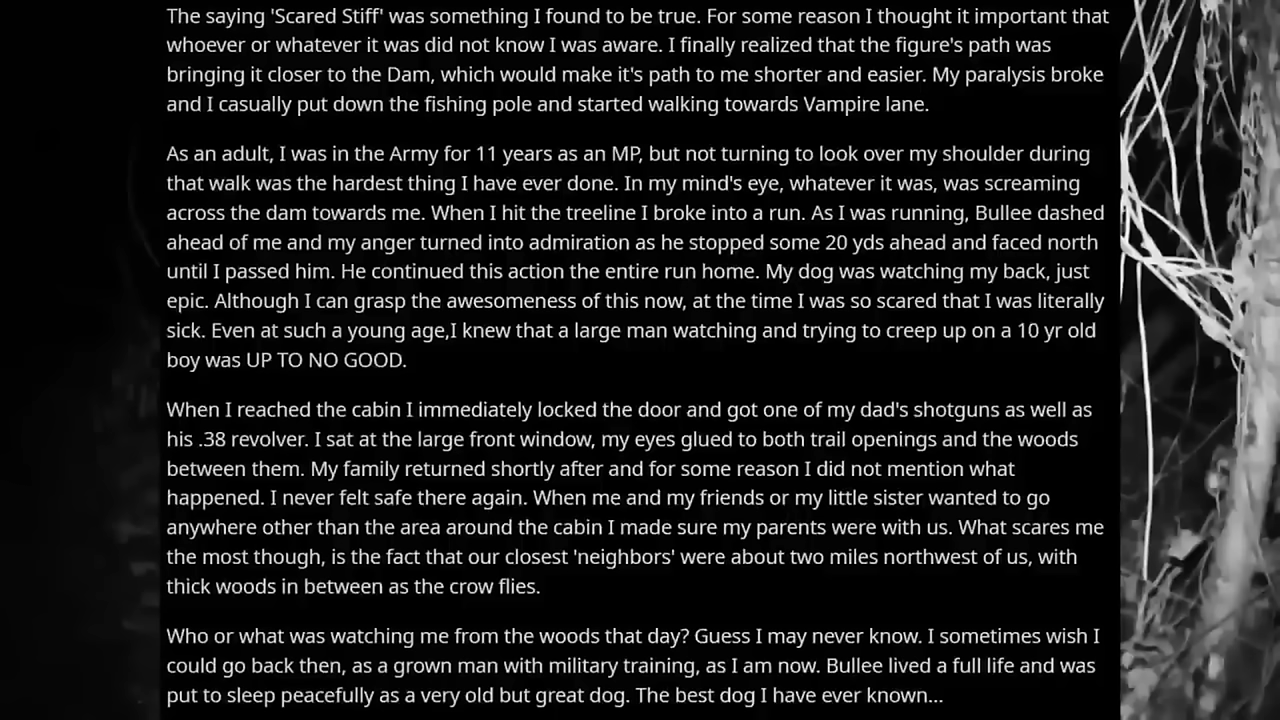 The saying 'Scared Stiff' was something I found to be true. For some reason I thought it important that
whoever or whatever it was did not know I was aware. I finally realized that the figure's path was
bringing it closer to the Dam, which would make it's path to me shorter and easier. My paralysis broke
and I casually put down the fishing pole and started walking towards Vampire lane.
As an adult, I was in the Army for 11 years as an MP, but not turning to look over my shoulder during
that walk was the hardest thing I have ever done. In my mind's eye, whatever it was, was screaming
across the dam towards me. When I hit the treeline I broke into a run. As I was running, Bullee dashed
ahead of me and my anger turned into admiration as he stopped some 20 yds ahead and faced north
until I passed him. He continued this action the entire run home. My dog was watching my back, just
epic. Although I can grasp the awesomeness of this now, at the time I was so scared that I was literally
sick. Even at such a young age,I knew that a large man watching and trying to creep up on a 10 yr old
boy was UP TO NO GOOD.
When I reached the cabin I immediately locked the door and got one of my dad's shotguns as well as
his .38 revolver. I sat at the large front window, my eyes glued to both trail openings and the woods
between them. My family returned shortly after and for some reason I did not mention what
happened. I never felt safe there again. When me and my friends or my little sister wanted to go
anywhere other than the area around the cabin I made sure my parents were with us. What scares me
the most though, is the fact that our closest 'neighbors' were about two miles northwest of us, with
thick woods in between as the crow flies.
Who or what was watching me from the woods that day? Guess I may never know. I sometimes wish I
could go back then, as a grown man with military training, as I am now. Bullee lived a full life and was
put to sleep peacefully as a very old but great dog. The best dog I have ever known...